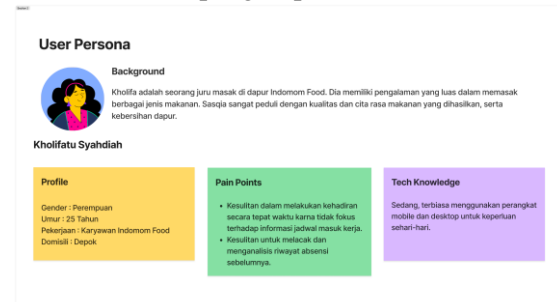 User Persona
Background
Kholifa adalah seorang juru masak di dapur Indomom Food. Dia memiliki pengalaman yang luas dalam memasak
berbagai jenis makanan. Sasqia sangat peduli dengan kualitas dan cita rasa makanan yang dihasilkan, serta
kebersihan dapur.
Kholifatu Syahdiah
Profile
Gender : Perempuan
Umur : 25 Tahun
Pekerjaan : Karyawan Indomom Food
Domisili : Depok
Pain Points
• Kesulitan dalam melakukan kehadiran
secara tepat waktu karna tidak fokus
terhadap informasi jadwal masuk kerja.
• Kesulitan untuk melacak dan
menganalisis riwayat absensi
sebelumnya.
Tech Knowledge
Sedang, terbiasa menggunakan perangkat
mobile dan desktop untuk keperluan
sehari-hari.